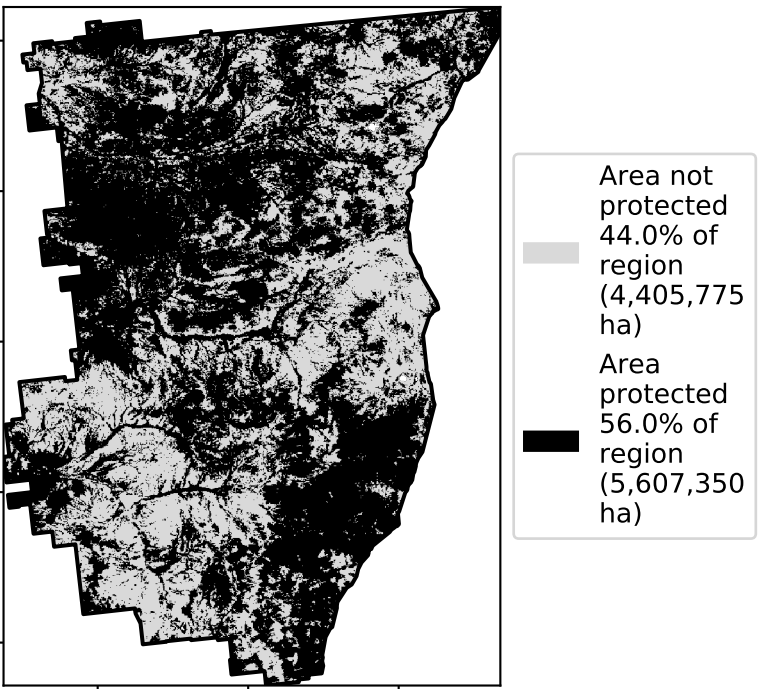 Area not
protected
44.0% of
region
(4,405,775
ha)
Area
protected
56.0% of
region
(5,607,350
ha)